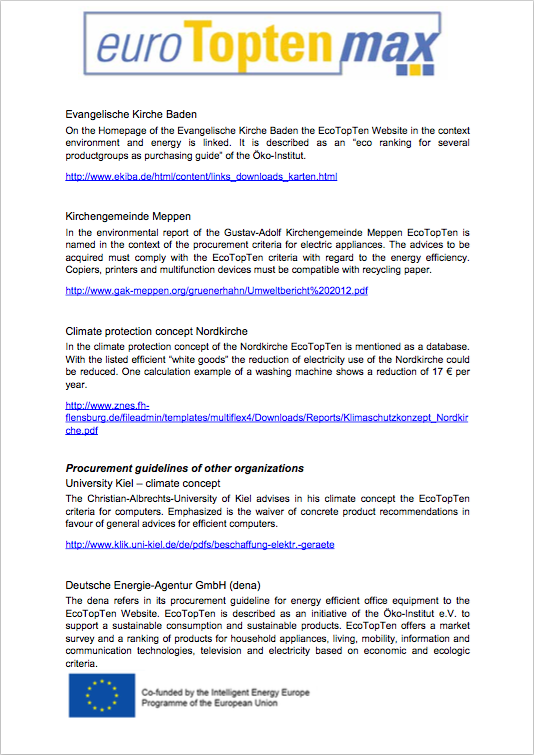 euro Topten max
Evangelische Kirche Baden
On the Homepage of the Evangelische Kirche Baden the EcoTopTen Website in the context
environment and energy is linked. It is described as an “eco ranking for several
productgroups as purchasing guide” of the Öko-Institut.
http://www.ekiba.de/html/content/links_downloads_karten.html
Kirchengemeinde Meppen
In the environmental report of the Gustav-Adolf Kirchengemeinde Meppen EcoTopTen is
named in the context of the procurement criteria for electric appliances. The advices to be
acquired must comply with the EcoTopTen criteria with regard to the energy efficiency.
Copiers, printers and multifunction devices must be compatible with recycling paper.
http://www.gak-meppen.org/gruenerhahn/Umweltbericht%202012.pdf
Climate protection concept Nordkirche
In the climate protection concept of the Nordkirche EcoTopTen is mentioned as a database.
With the listed efficient “white goods” the reduction of electricity use of the Nordkirche could
be reduced. One calculation example of a washing machine shows a reduction of 17 € per
year.
http://www.znes.fh-
flensburg.de/fileadmin/templates/multiflex4/Downloads/Reports/Klimaschutzkonzept_Nordkir
che.pdf
Procurement guidelines of other organizations
University Kiel – climate concept
The Christian-Albrechts-University of Kiel advises in his climate concept the EcoTopTen
criteria for computers. Emphasized is the waiver of concrete product recommendations in
favour of general advices for efficient computers.
http://www.klik.uni-kiel.de/de/pdfs/beschaffung-elektr.-geraete
Deutsche Energie-Agentur GmbH (dena)
The dena refers in its procurement guideline for energy efficient office equipment to the
EcoTopTen Website. EcoTopTen is described as an initiative of the Öko-Institut e.V. to
support a sustainable consumption and sustainable products. EcoTopTen offers a market
survey and a ranking of products for household appliances, living, mobility, information and
communication technologies, television and electricity based on economic and ecologic
criteria.
Co-funded by the Intelligent Energy Europe
Programme of the European Union